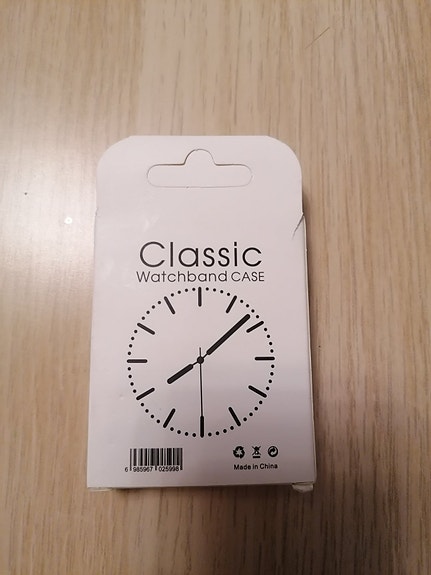 Classic
Watchband CASE
6 985967 025998
Made in China